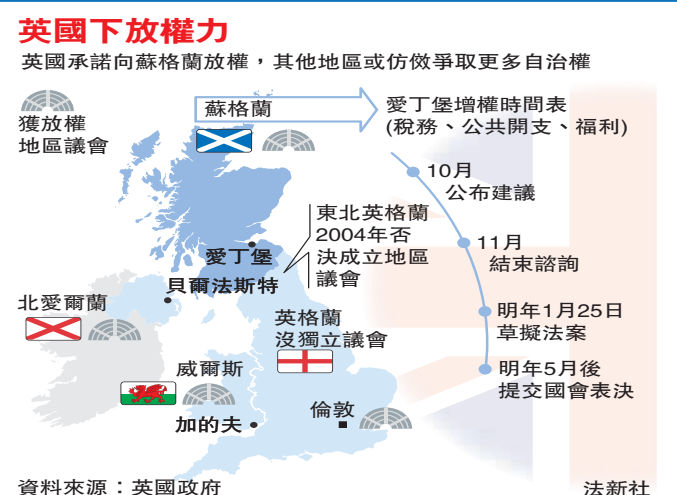 英國下放權力
英國承諾向蘇格蘭放權，其他地區或仿傚爭取更多自治權
獲放權
地區議會
蘇格蘭
愛丁堡增權時間表
(稅務、公共開支、福利)
10月
公布建議
11月
結束諮詢
明年1月25日
草擬法案
明年5月後
提交國會表決
東北英格蘭
2004年否
決成立地區
議會
愛丁堡
貝爾法斯特
北愛爾蘭
英格蘭
沒獨立議會
威爾斯
加的夫
倫敦
資料來源：英國政府
法新社